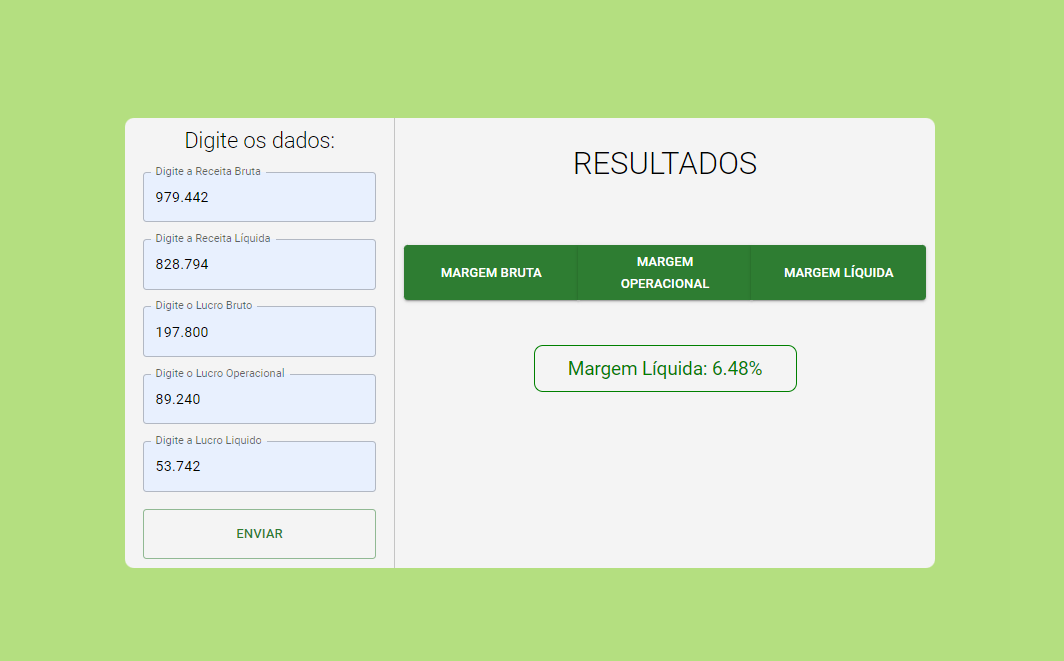 Digite os dados:
Digite a Receita Bruta
979.442
Digite a Receita Líquida
828.794
Digite o Lucro Bruto
197.800
Digite o Lucro Operacional
89.240
Digite a Lucro Liquido
53.742
ENVIAR
RESULTADOS
MARGEM BRUTA
MARGEM
OPERACIONAL
MARGEM LÍQUIDA
Margem Líquida: 6.48%